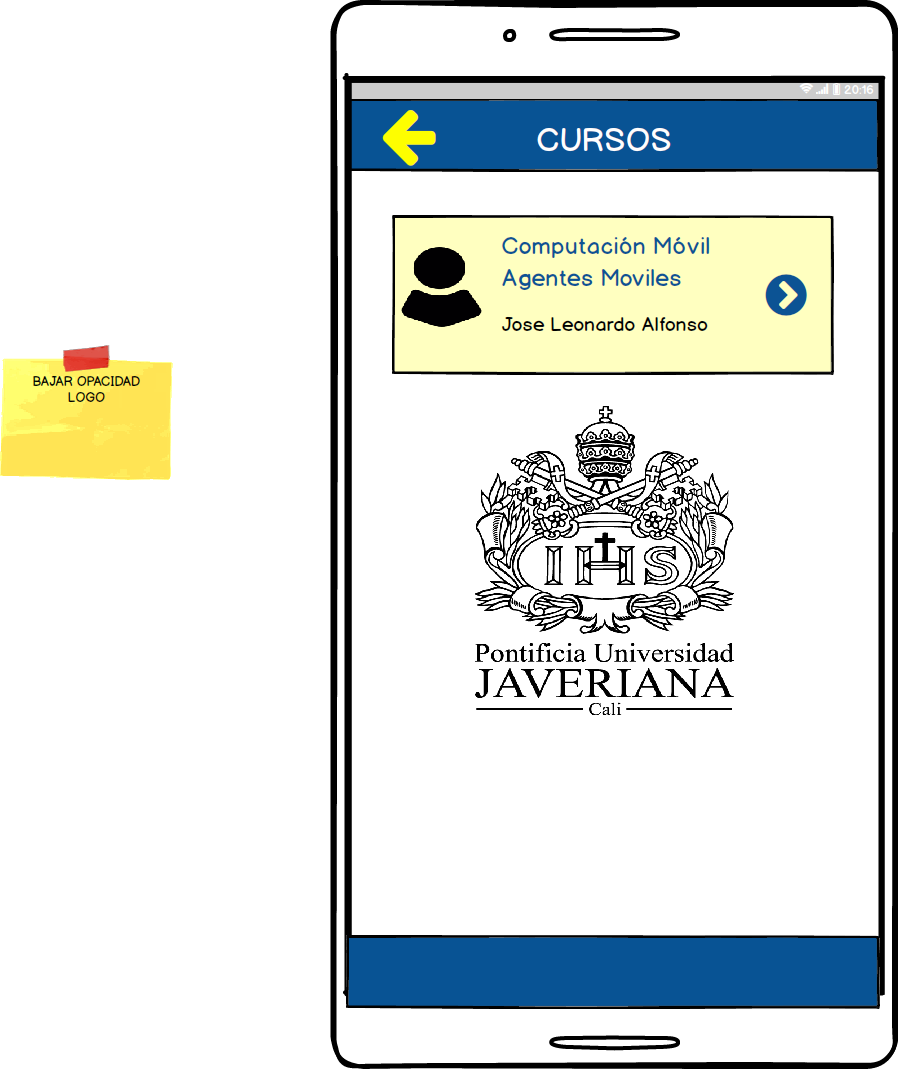 20:16
CURSOS
Computación Móvil
Agentes Moviles
Jose Leonardo Alfonso
BAJAR OPACIDAD
LOGO
IHS
Pontificia Universidad
JAVERIANA
Cali